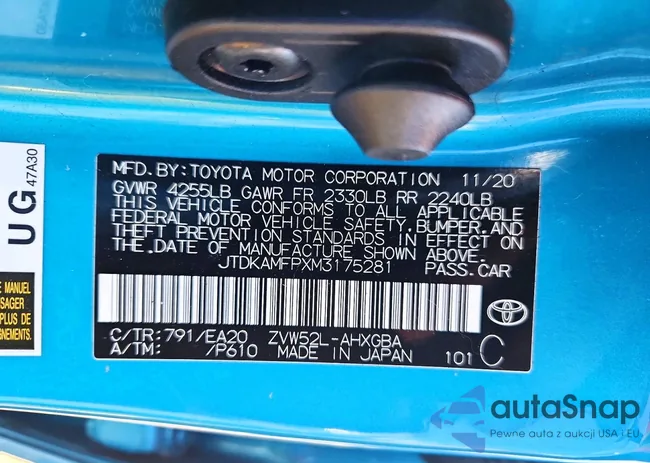 MFD.BY:TOYOTA MOTOR CORPORATION 11/20
GVWR 4255LB GAWR FR 2330LB RR 2240LB
THIS VEHICLE CONFORMS TO ALL APPLICABLE
FEDERAL MOTOR VEHICLE SAFETY,BUMPER,AND
THEFT PREVENTION STANDARDS IN EFFECT ON
THE DATE OF MANUFACTURE SHOWN ABOVE.
JTDKAMFPXM3175281 PASS.CAR
C/TR:791/EA20 ZVW52L-AHXGBA
A/TM: /P610 MADE IN JAPAN 101 C
UG
47A30
E MANUEL
SAGER
PLUS DE
GNEMENTS
autaSnap
Pewne auta z aukcji USA i EU